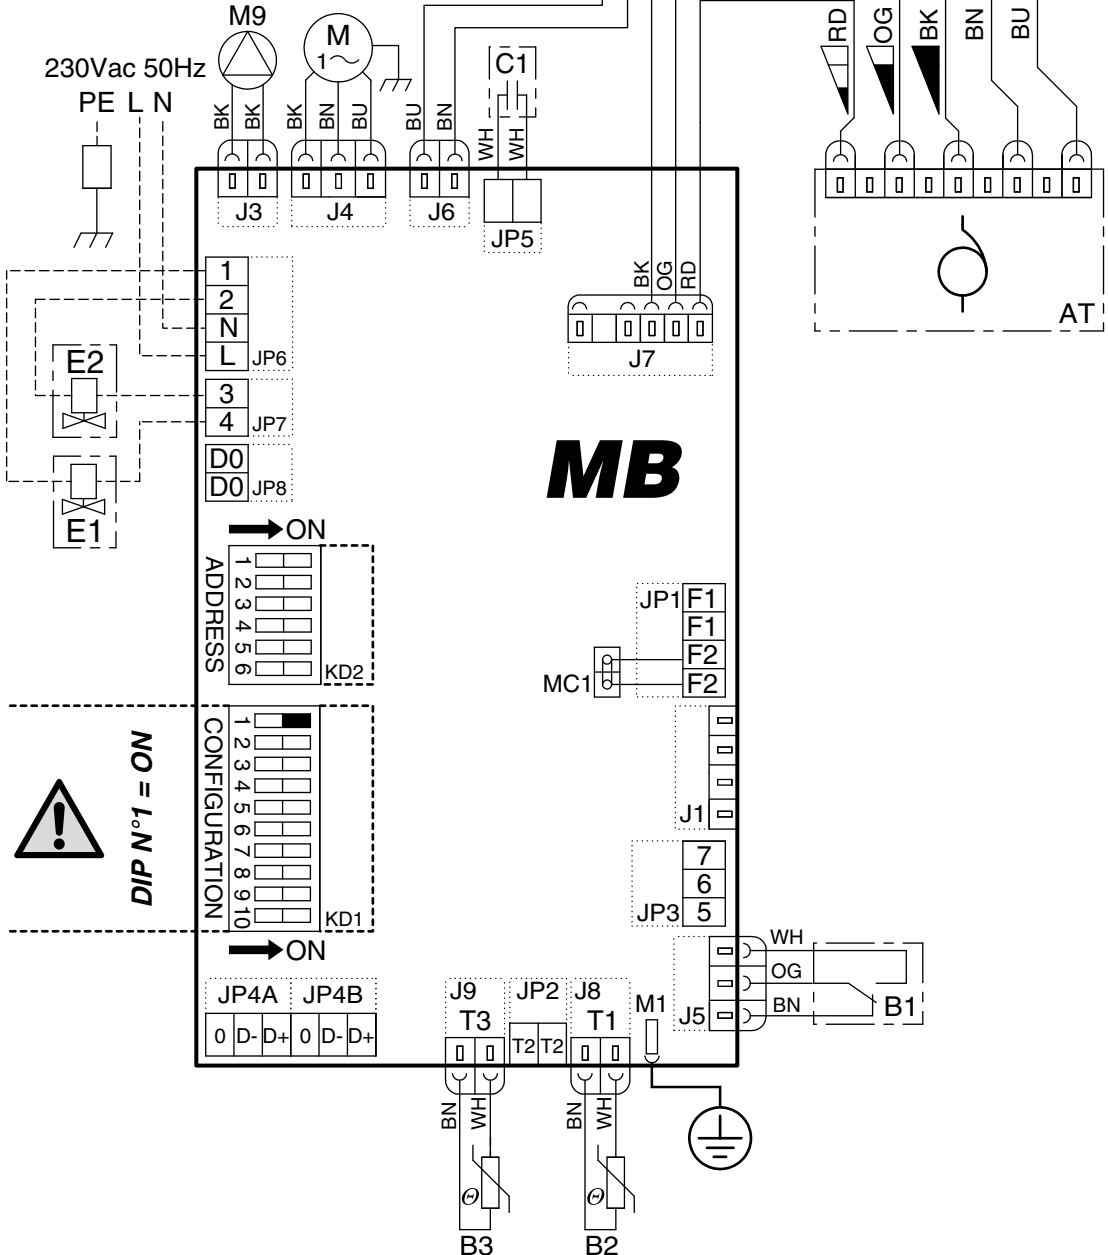 M9
M
1~
230Vac 50Hz
PE L N
BK
BK
BK
BN
BU
BU
BN
C1
WH
WH
RD
OG
BK
BN
BU
J3
J4
J6
JP5
AT
BK
OG
RD
J7
1
2
N
L
JP6
E2
3
4
JP7
D0
D0
JP8
E1
MB
ON
ADDRESS
1
2
3
4
5
6
KD2
JP1
F1
F1
F2
F2
MC1
DIP N°1 = ON
CONFIGURATION
1
2
3
4
5
6
7
8
9
10
KD1
ON
J1
7
6
5
JP3
WH
OG
BN
J5
B1
JP4A JP4B
0 D- D+ 0 D- D+
J9
T3
JP2
T2 T2
J8
T1
M1
BN
WH
BN
WH
Θ
Θ
B3
B2